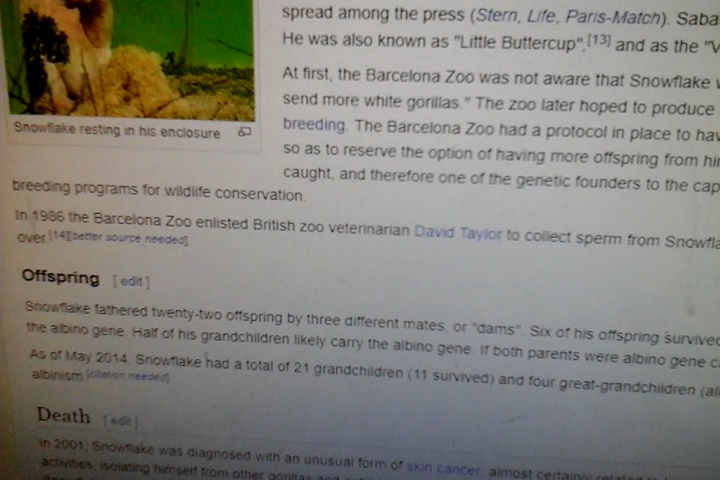 spread among the press (Stern, Life, Paris-Match). Saba
He was also known as "Little Buttercup",[13] and as the "V
At first, the Barcelona Zoo was not aware that Snowflake
send more white gorillas." The zoo later hoped to produce
breeding. The Barcelona Zoo had a protocol in place to hav
so as to reserve the option of having more offspring from hi
caught, and therefore one of the genetic founders to the cap
Snowflake resting in his enclosure
breeding programs for wildlife conservation.
In 1986 the Barcelona Zoo enlisted British zoo veterinarian David Taylor to collect sperm from Snowfla
over.[14][better source needed]
Offspring [edit]
Snowflake fathered twenty-two offspring by three different mates, or "dams". Six of his offspring survived
the albino gene. Half of his grandchildren likely carry the albino gene. If both parents were albino gene c
As of May 2014, Snowflake had a total of 21 grandchildren (11 survived) and four great-grandchildren (al
albinism.[citation needed]
Death [edit]
In 2001, Snowflake was diagnosed with an unusual form of skin cancer, almost certainly related to
activities, isolating himself from other gorillas and